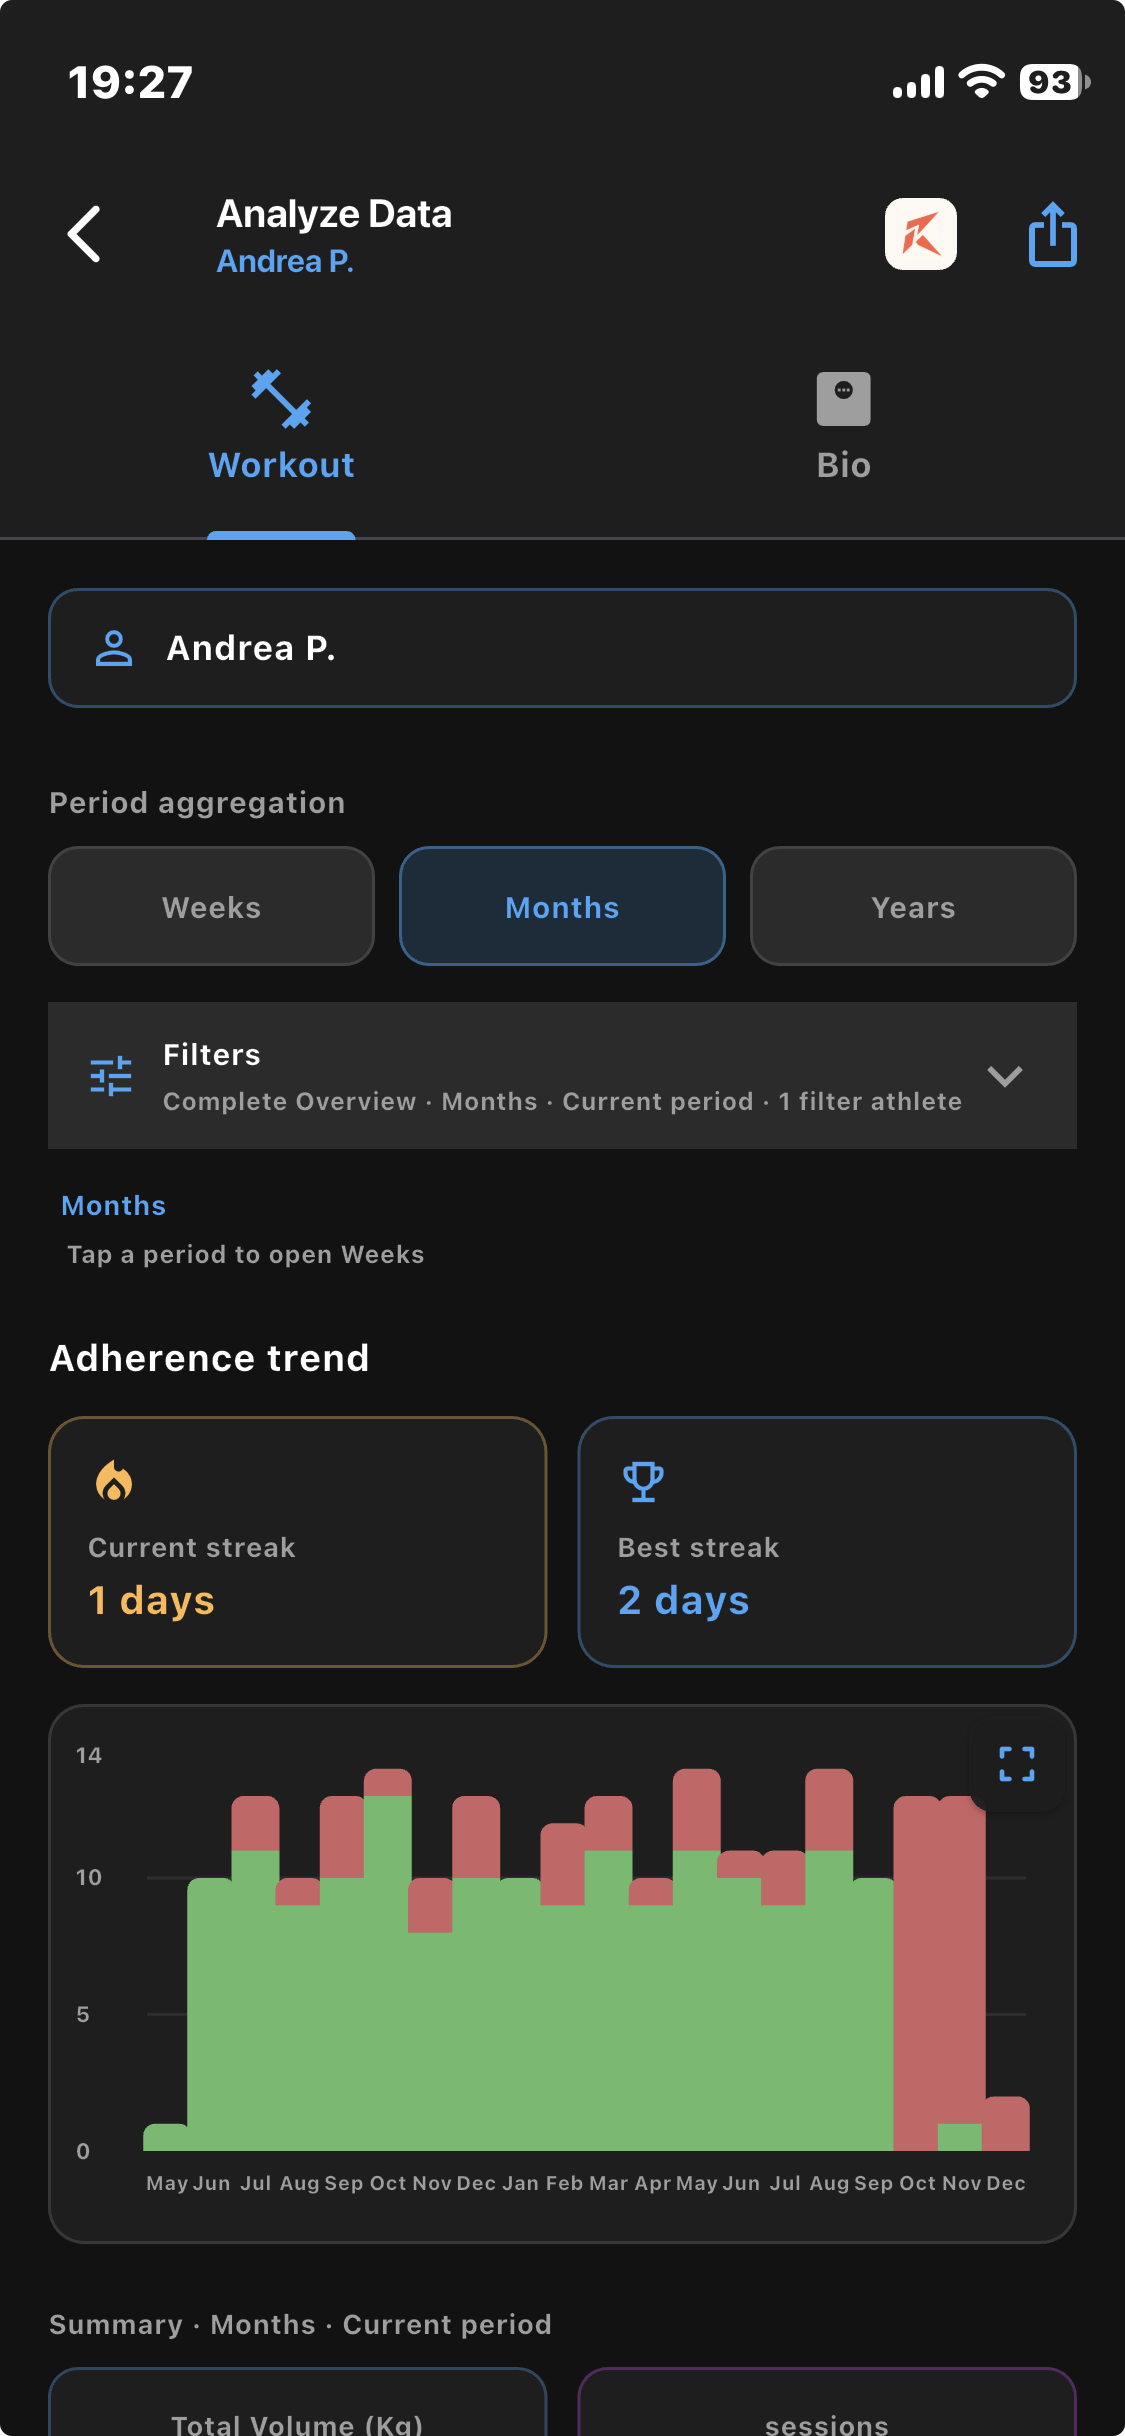 19:27
93
Analyze Data
Andrea P.
Workout
Bio
Andrea P.
Period aggregation
Weeks
Months
Years
Filters
Complete Overview · Months · Current period · 1 filter athlete
Months
Tap a period to open Weeks
Adherence trend
Current streak
1 days
Best streak
2 days
14
10
5
0
May Jun Jul Aug Sep Oct Nov Dec Jan Feb Mar Apr May Jun Jul Aug Sep Oct Nov Dec
Summary · Months · Current period
Total Volume (Kg)
sessions